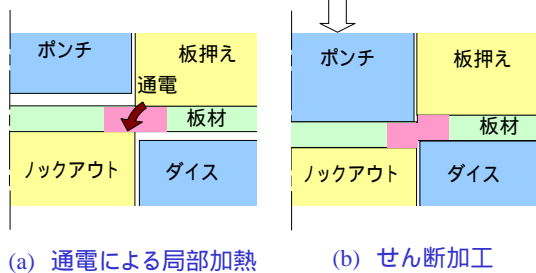 ポンチ
板押え
通電
板材
ノックアウト
ダイス
(a) 通電による局部加熱
ポンチ
板押え
板材
ノックアウト
ダイス
(b) せん断加工